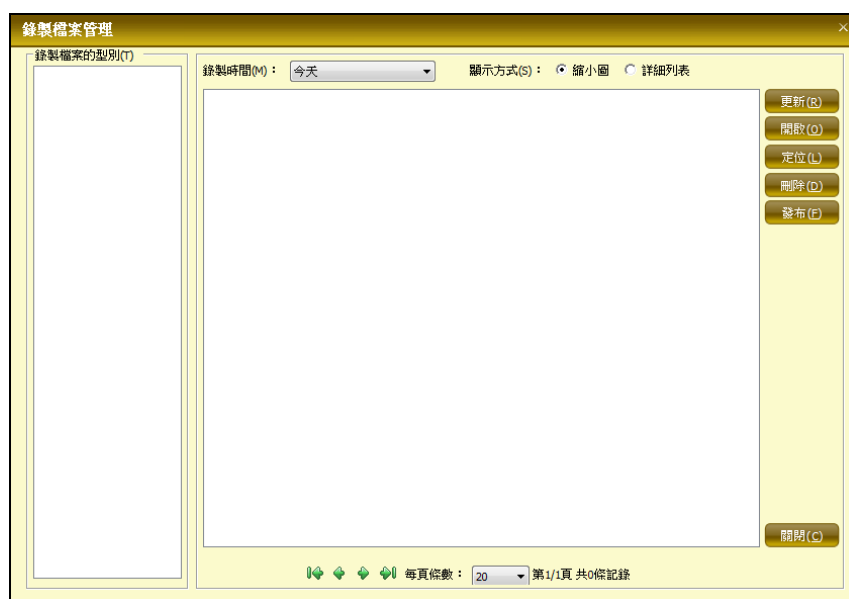 錄製檔案管理
錄製檔案的型別(T)
錄製時間(M)： 今天 顯示方式(S)： 縮小圖 詳細列表
更新(R)
開啟(O)
定位(L)
刪除(D)
發布(F)
關閉(C)
每頁條數： 20 第1/1頁 共0條記錄